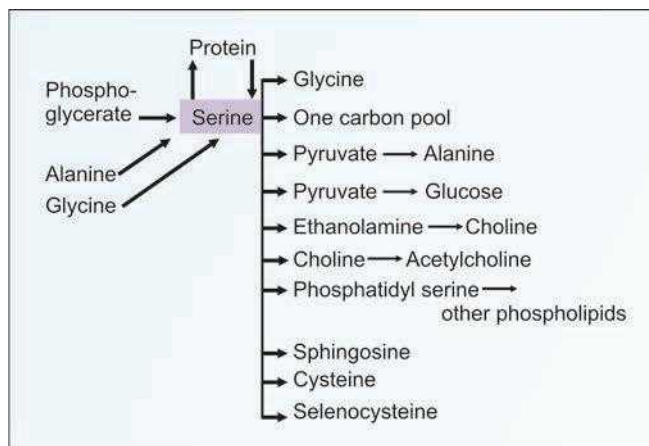 Protein
Phospho-
glycerate
Serine
Alanine
Glycine
Glycine
One carbon pool
Pyruvate Alanine
Pyruvate Glucose
Ethanolamine Choline
Choline Acetylcholine
Phosphatidyl serine
other phospholipids
Sphingosine
Cysteine
Selenocysteine